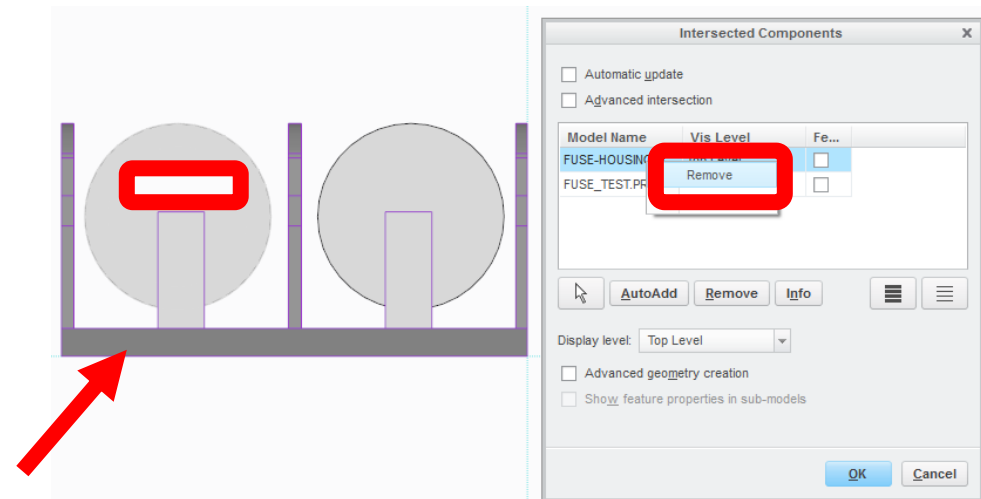 Intersected Components X
Automatic update
Advanced intersection
Model Name Vis Level Fe...
FUSE-HOUSING
Remove
FUSE_TEST.PR
AutoAdd Remove Info
Display level: Top Level
Advanced geometry creation
Show feature properties in sub-models
OK Cancel